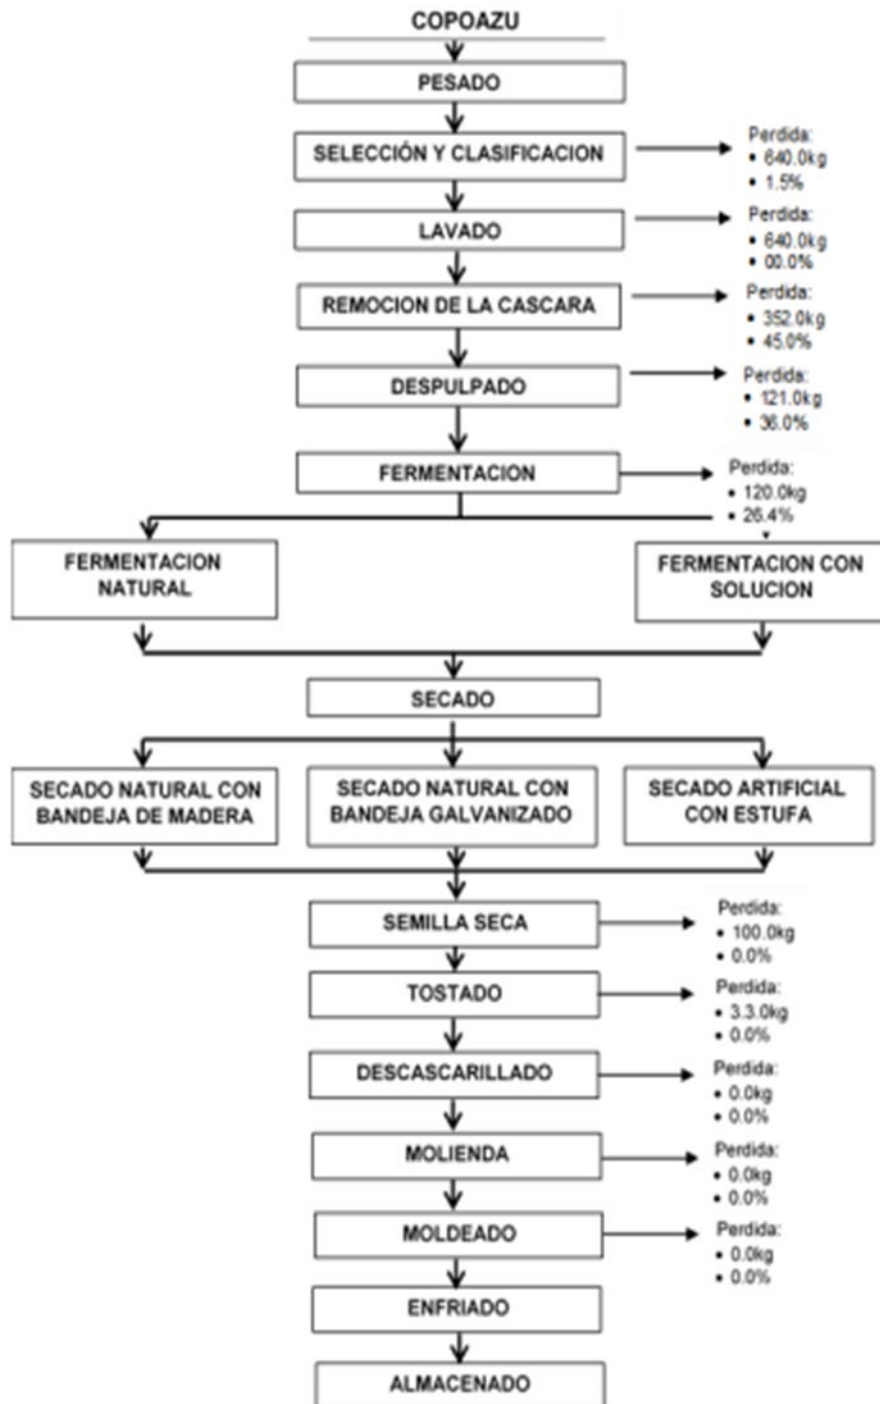 COPOAZU
PESADO
SELECCIÓN Y CLASIFICACION
Perdida:
• 640.0kg
• 1.5%
LAVADO
Perdida:
• 640.0kg
• 00.0%
REMOCION DE LA CASCARA
Perdida:
• 352.0kg
• 45.0%
DESPULPADO
Perdida:
• 121.0kg
• 36.0%
FERMENTACION
Perdida:
• 120.0kg
• 26.4%
FERMENTACION
NATURAL
FERMENTACION CON
SOLUCION
SECADO
SECADO NATURAL CON
BANDEJA DE MADERA
SECADO NATURAL CON
BANDEJA GALVANIZADO
SECADO ARTIFICIAL
CON ESTUFA
SEMILLA SECA
Perdida:
• 100.0kg
• 0.0%
TOSTADO
Perdida:
• 3.3.0kg
• 0.0%
DESCASCARILLADO
Perdida:
• 0.0kg
• 0.0%
MOLIENDA
Perdida:
• 0.0kg
• 0.0%
MOLDEADO
Perdida:
• 0.0kg
• 0.0%
ENFRIADO
ALMACENADO